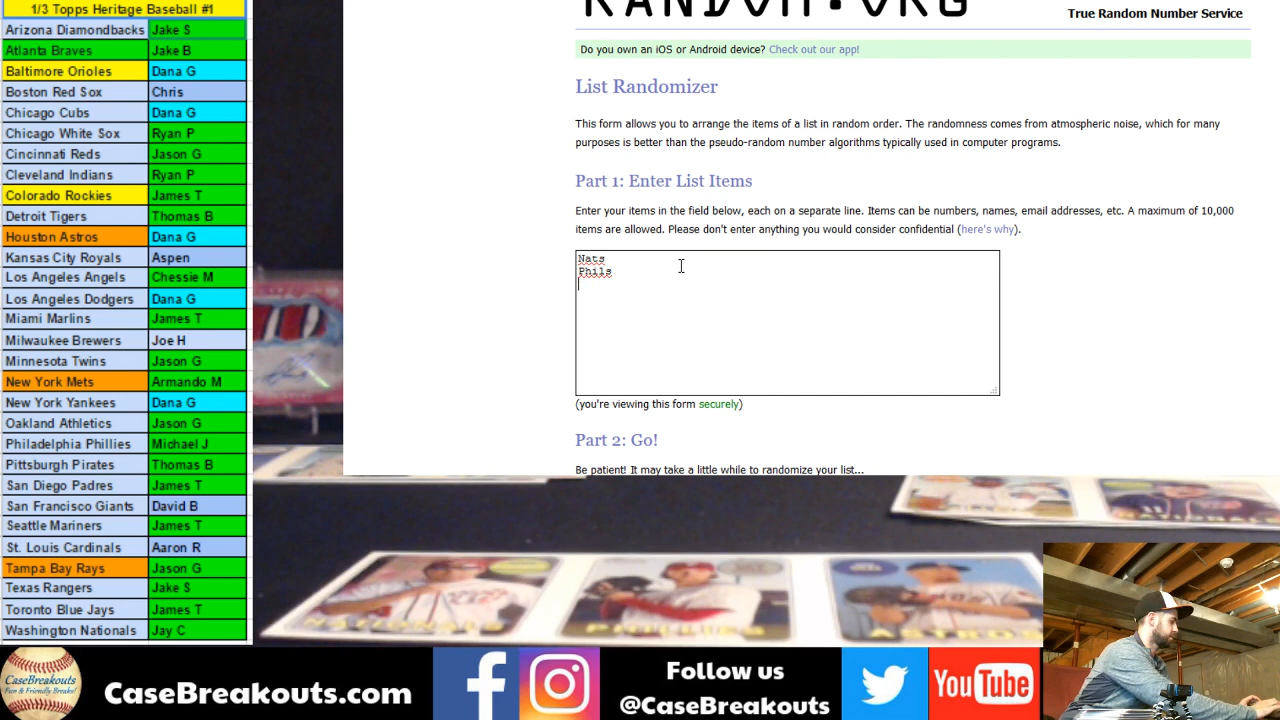 1/3 Topps Heritage Baseball #1
Arizona Diamondbacks Jake S
Atlanta Braves Jake B
Baltimore Orioles Dana G
Boston Red Sox Chris
Chicago Cubs Dana G
Chicago White Sox Ryan P
Cincinnati Reds Jason G
Cleveland Indians Ryan P
Colorado Rockies James T
Detroit Tigers Thomas B
Houston Astros Dana G
Kansas City Royals Aspen
Los Angeles Angels Chessie M
Los Angeles Dodgers Dana G
Miami Marlins James T
Milwaukee Brewers Joe H
Minnesota Twins Jason G
New York Mets Armando M
New York Yankees Dana G
Oakland Athletics Jason G
Philadelphia Phillies Michael J
Pittsburgh Pirates Thomas B
San Diego Padres James T
San Francisco Giants David B
Seattle Mariners James T
St. Louis Cardinals Aaron R
Tampa Bay Rays Jason G
Texas Rangers Jake S
Toronto Blue Jays James T
Washington Nationals Jay C
RANDOM.ORG
True Random Number Service
Do you own an iOS or Android device? Check out our app!
List Randomizer
This form allows you to arrange the items of a list in random order. The randomness comes from atmospheric noise, which for many
purposes is better than the pseudo-random number algorithms typically used in computer programs.
Part 1: Enter List Items
Enter your items in the field below, each on a separate line. Items can be numbers, names, email addresses, etc. A maximum of 10,000
items are allowed. Please don't enter anything you would consider confidential (here's why).
Nats
Phils
(you're viewing this form securely)
Part 2: Go!
Be patient! It may take a little while to randomize your list...
NATIONALS
PHILLIES
ASTROS
CaseBreakouts
Fun & Friendly Breaks!
CaseBreakouts.com
Follow us
@CaseBreakouts
YouTube